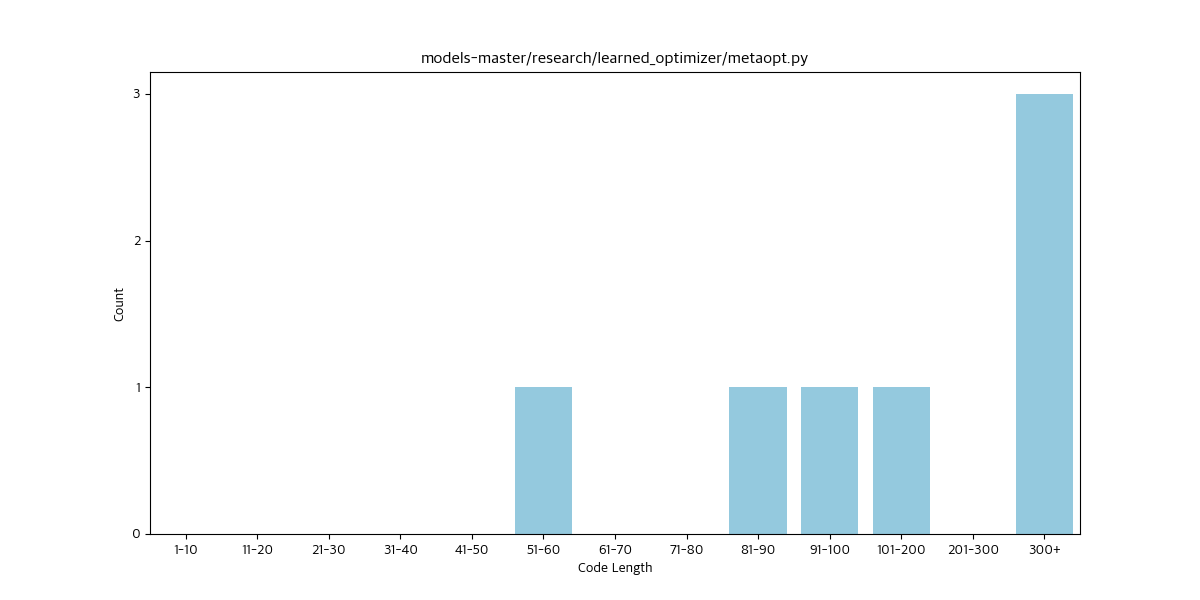 models-master/research/learned_optimizer/metaopt.py
3
2
1
0
Count
1-10 11-20 21-30 31-40 41-50 51-60 61-70 71-80 81-90 91-100 101-200 201-300 300+
Code Length